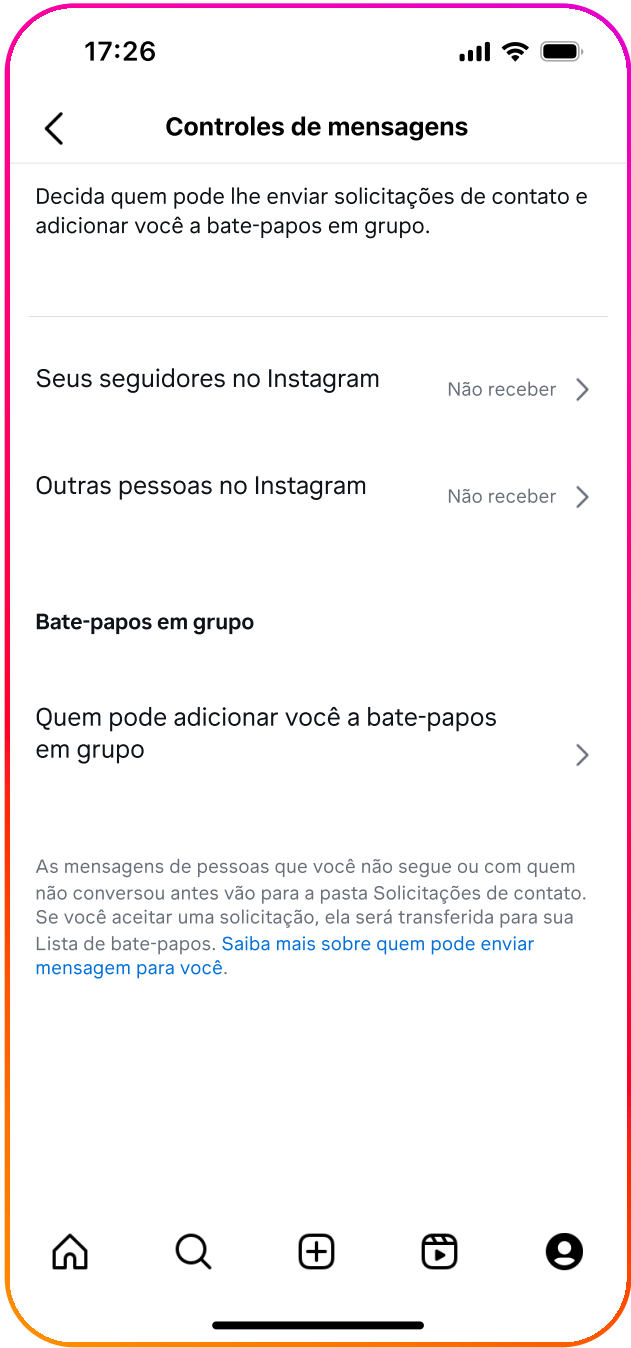 17:26
Controles de mensagens
Decida quem pode lhe enviar solicitações de contato e
adicionar você a bate-papos em grupo.
Seus seguidores no Instagram
Não receber
Outras pessoas no Instagram
Não receber
Bate-papos em grupo
Quem pode adicionar você a bate-papos
em grupo
As mensagens de pessoas que você não segue ou com quem
não conversou antes vão para a pasta Solicitações de contato.
Se você aceitar uma solicitação, ela será transferida para sua
Lista de bate-papos. Saiba mais sobre quem pode enviar
mensagem para você.